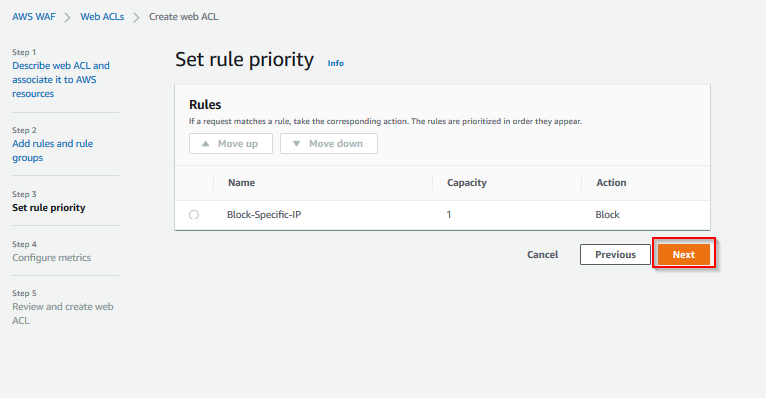 AWS WAF > Web ACLs > Create web ACL
Step 1
Describe web ACL and
associate it to AWS
resources
Step 2
Add rules and rule
groups
Step 3
Set rule priority
Step 4
Configure metrics
Step 5
Review and create web
ACL
Set rule priority Info
Rules
If a request matches a rule, take the corresponding action. The rules are prioritized in order they appear.
▲ Move up ▼ Move down
Name Capacity Action
Block-Specific-IP 1 Block
Cancel Previous Next